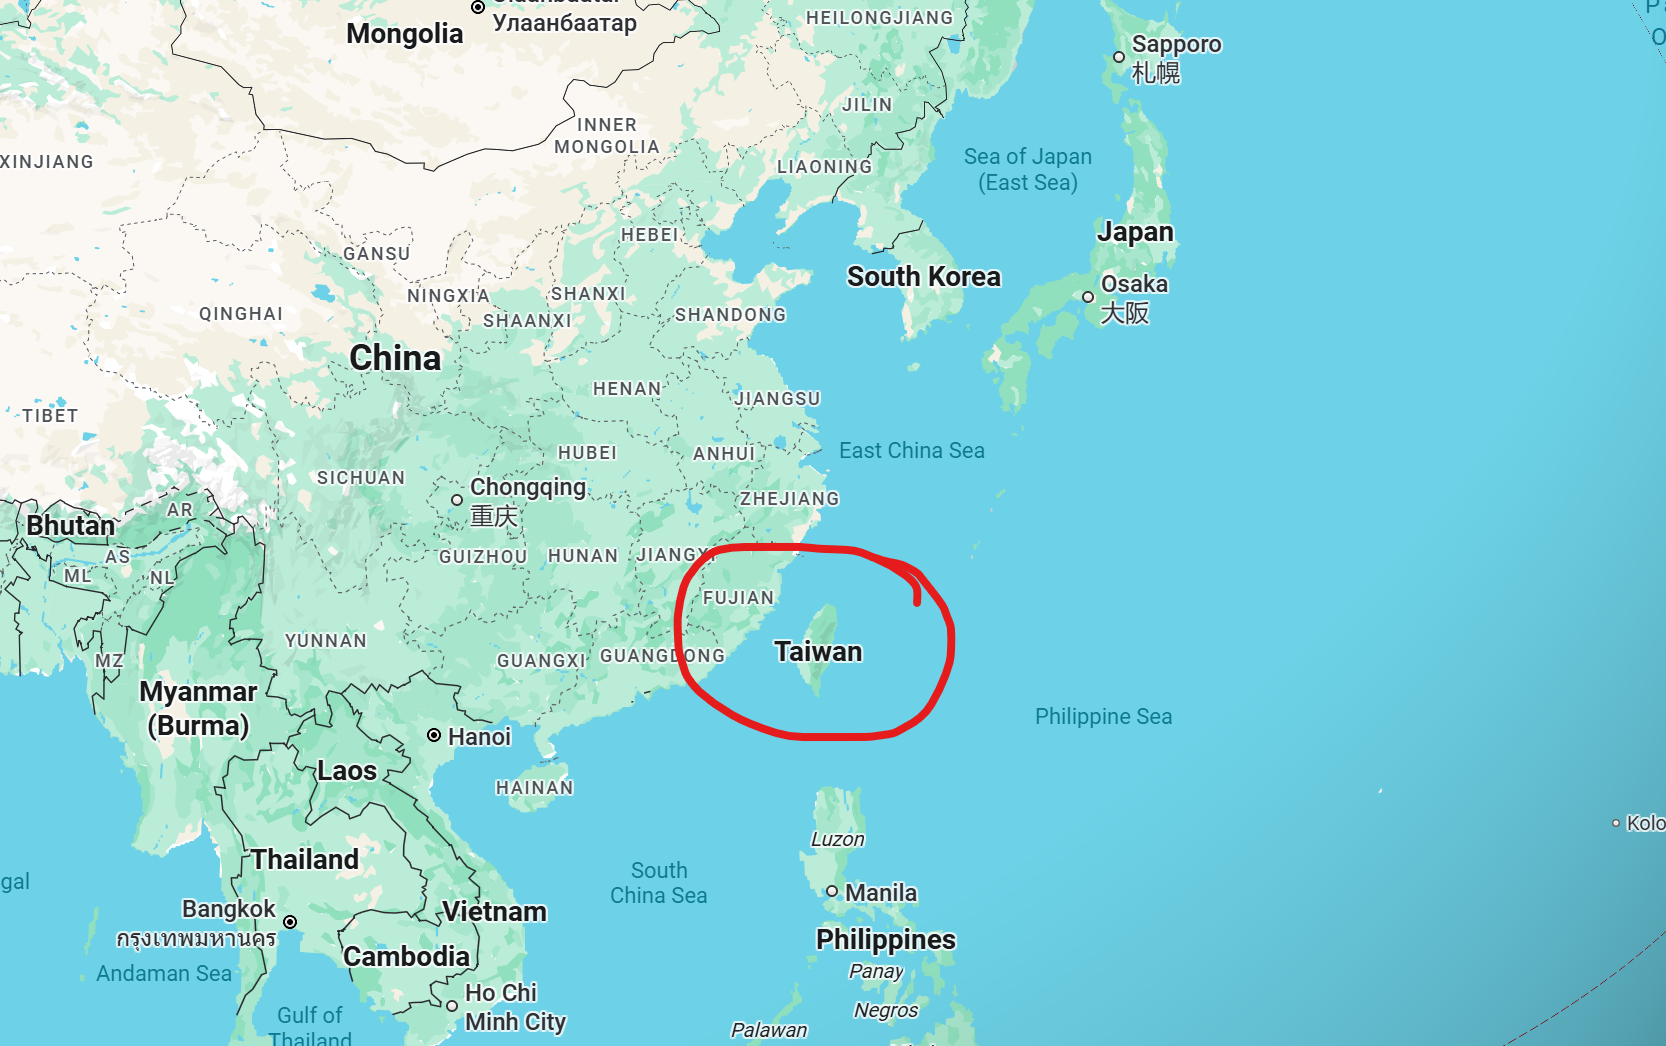 Улаанбаатар
Mongolia
HEILONGJIANG
Sapporo
札幌
JILIN
INNER
MONGOLIA
XINJIANG
LIAONING
Sea of Japan
(East Sea)
HEBEI
Japan
GANSU
South Korea
Osaka
大阪
NINGXIA
SHANXI
QINGHAI
SHAANXI
SHANDONG
China
HENAN
JIANGSU
TIBET
HUBEI
ANHUI
East China Sea
SICHUAN
Chongqing
重庆
ZHEJIANG
AR
Bhutan
AS
GUIZHOU
HUNAN
JIANGXI
ML
NL
FUJIAN
YUNNAN
Taiwan
MZ
GUANGXI
GUANGDONG
Myanmar
(Burma)
Philippine Sea
Hanoi
Laos
HAINAN
Kolo
Luzon
Thailand
South
China Sea
gal
Manila
Bangkok
กรุงเทพมหานคร
Vietnam
Philippines
Cambodia
Andaman Sea
Panay
Ho Chi
Minh City
Negros
Gulf of
Thailand
Palawan